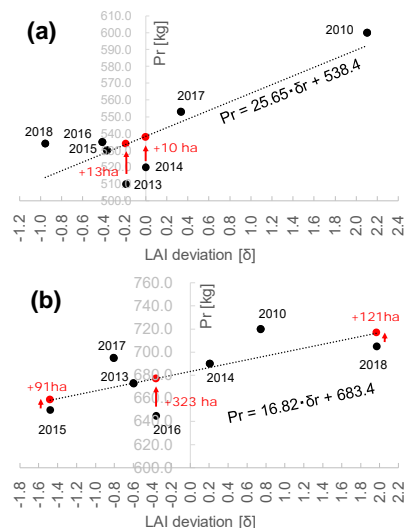 (a)
Pr [kg]
610.0
600.0
590.0
580.0
570.0
560.0
550.0
540.0
530.0
520.0
510.0
500.0
2010
2017
2018
2016
2015
2014
2013
+13ha
+10 ha
Pr = 25.65·δr + 538.4
-1.2 -1.0 -0.8 -0.6 -0.4 -0.2 0.0 0.2 0.4 0.6 0.8 1.0 1.2 1.4 1.6 1.8 2.0 2.2
LAI deviation [δ]
(b)
Pr [kg]
760.0
740.0
720.0
700.0
680.0
660.0
640.0
620.0
600.0
2010
+121ha
2017
2018
+91ha
2013
2014
+323 ha
2015
2016
Pr = 16.82·δr + 683.4
-1.8 -1.6 -1.4 -1.2 -1.0 -0.8 -0.6 -0.4 -0.2 0.0 0.2 0.4 0.6 0.8 1.0 1.2 1.4 1.6 1.8 2.0 2.2
LAI deviation [δ]